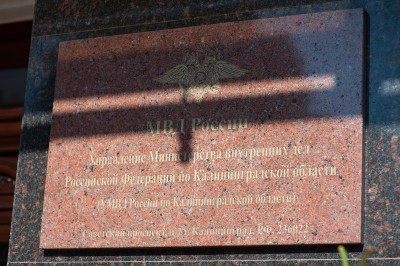 МВД России
Управление Министерства внутренних дел
Российской Федерации по Калининградской области
(УМВД России по Калининградской области)
Советский проспект, д.7, Калининград, РФ, 236022